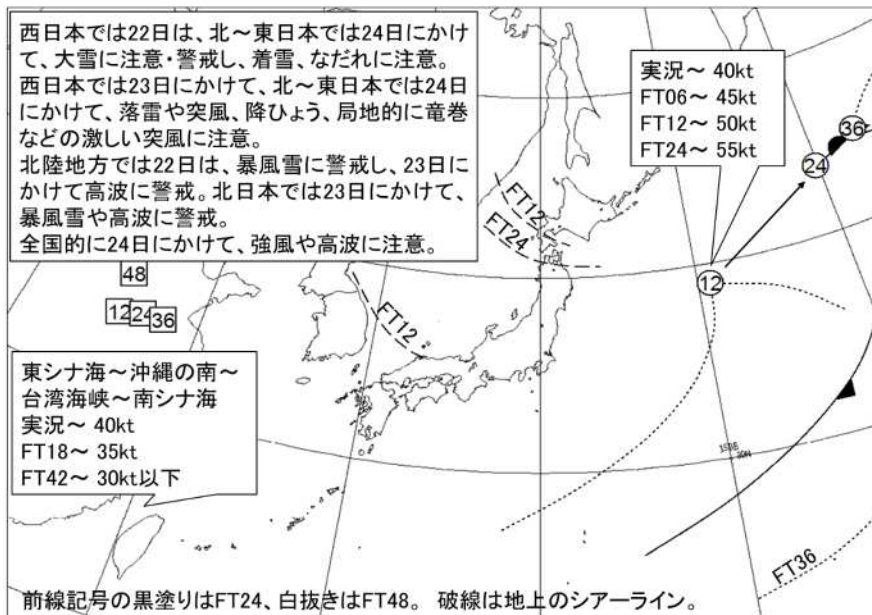 西日本では22日は、北～東日本では24日にかけ
て、大雪に注意・警戒し、着雪、なだれに注意。
西日本では23日にかけて、北～東日本では24日
にかけて、落雷や突風、降ひょう、局地的に竜巻
などの激しい突風に注意。
北陸地方では22日は、暴風雪に警戒し、23日に
かけて高波に警戒。北日本では23日にかけて、
暴風雪や高波に警戒。
全国的に24日にかけて、強風や高波に注意。
実況～ 40kt
FT06～ 45kt
FT12～ 50kt
FT24～ 55kt
36
24
12
FT12
FT24
FT12
48
12
24
36
東シナ海～沖縄の南～
台湾海峡～南シナ海
実況～ 40kt
FT18～ 35kt
FT42～ 30kt以下
150E
30N
FT36
前線記号の黒塗りはFT24、白抜きはFT48。 破線は地上のシアーライン。